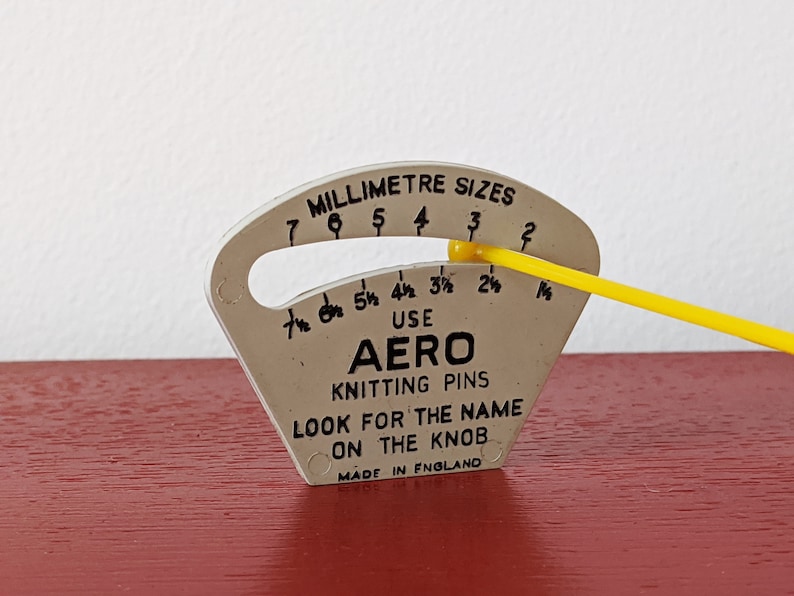 MILLIMETRE SIZES
7 6 5 4 3 2
7½ 6½ 5½ 4½ 3½ 2½ 1½
USE
AERO
KNITTING PINS
LOOK FOR THE NAME
ON THE KNOB
MADE IN ENGLAND